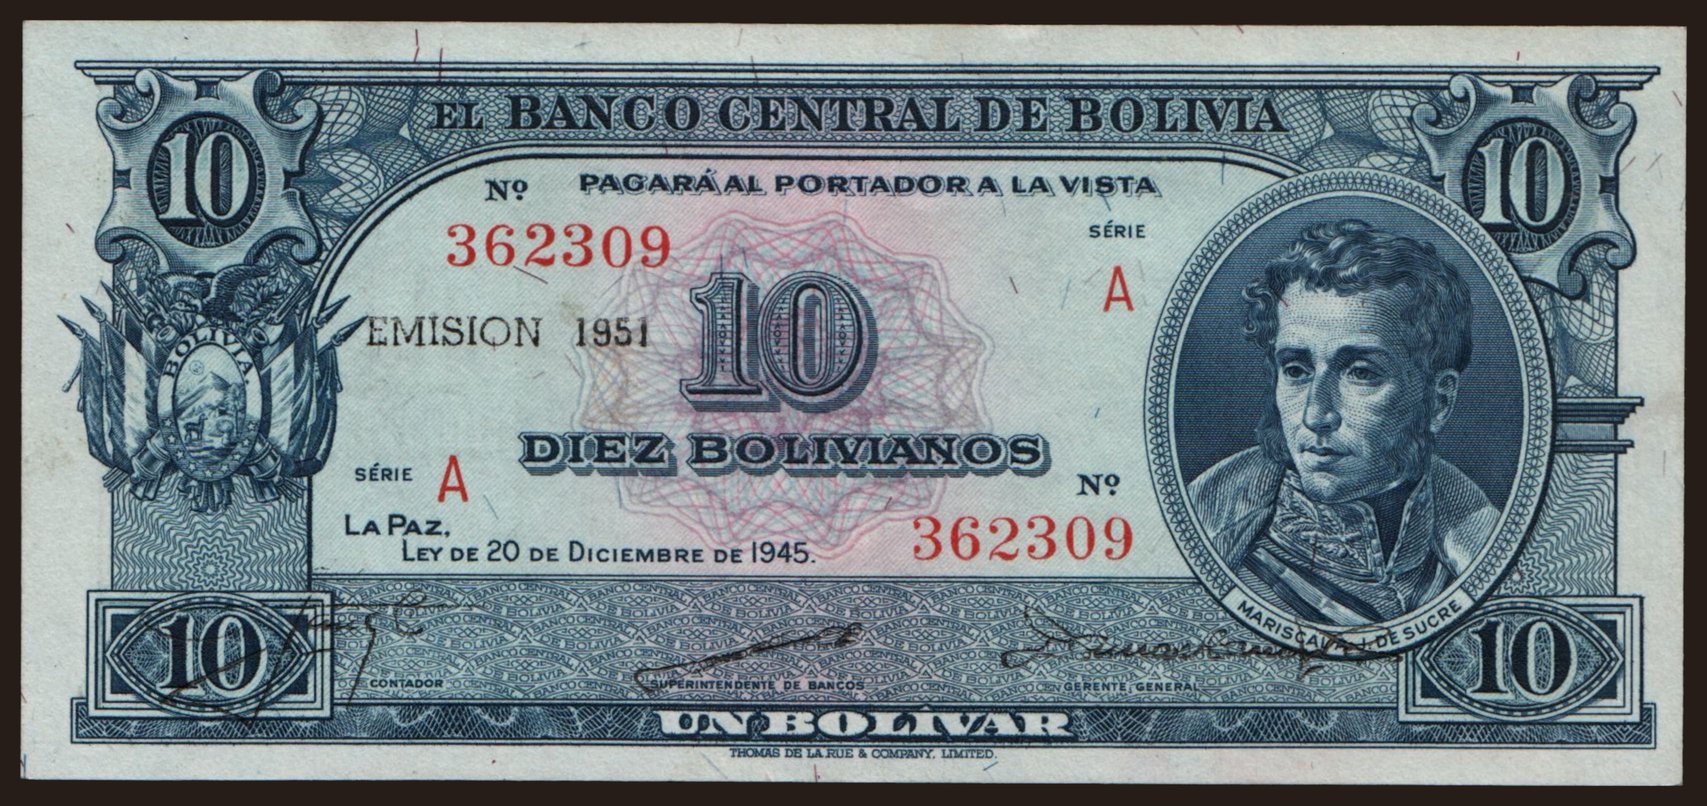 EL BANCO CENTRAL DE BOLIVIA
10
10
Nº PAGARÁ AL PORTADOR A LA VISTA
362309
SÉRIE
A
EMISION 1951
10
BOLIVIA
DIEZ BOLIVIANOS
SÉRIE A
Nº
362309
LA PAZ,
LEY DE 20 DE DICIEMBRE DE 1945.
MARISCAL J. DE SUCRE
10
10
CONTADOR
SUPERINTENDENTE DE BANCOS
GERENTE GENERAL
UN BOLÍVAR
THOMAS DE LA RUE & COMPANY, LIMITED.